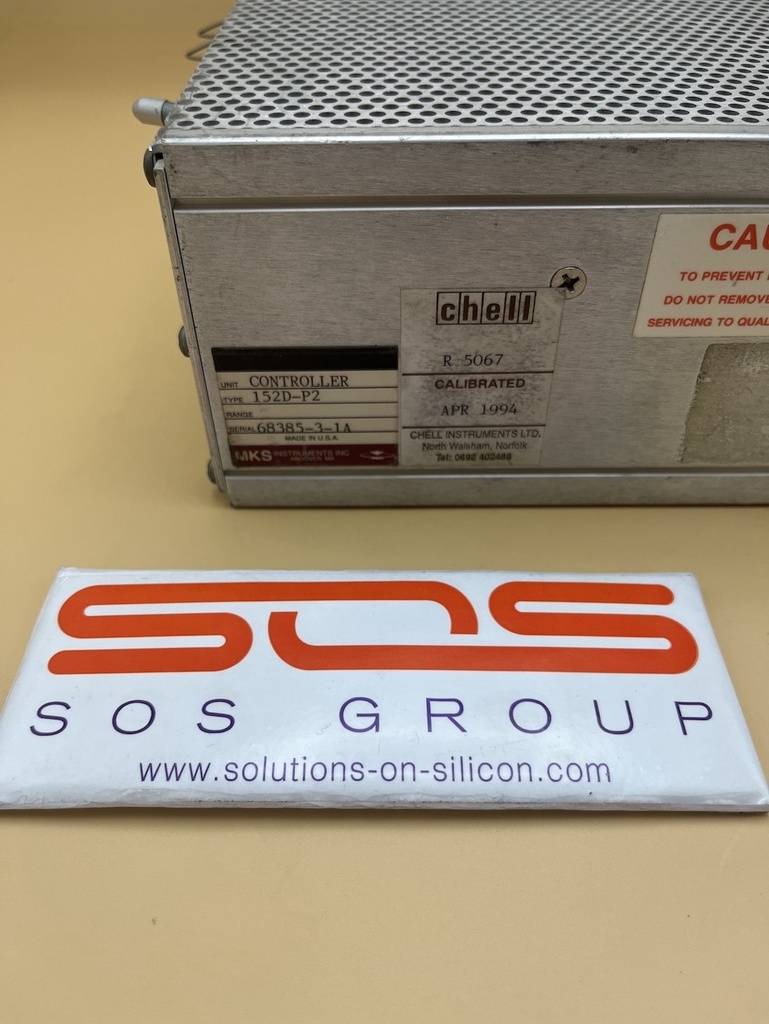 CAU
TO PREVENT
DO NOT REMOVE
SERVICING TO QUAL
chell
R 5067
CALIBRATED
APR 1994
CHELL INSTRUMENTS LTD.
North Walsham, Norfolk.
Tel: 0692 402488
UNIT CONTROLLER
TYPE 152D-P2
RANGE
SERIAL 68385-3-1A
MADE IN U.S.A.
MKS INSTRUMENTS INC
ANDOVER MA
SOS
SOS GROUP
www.solutions-on-silicon.com